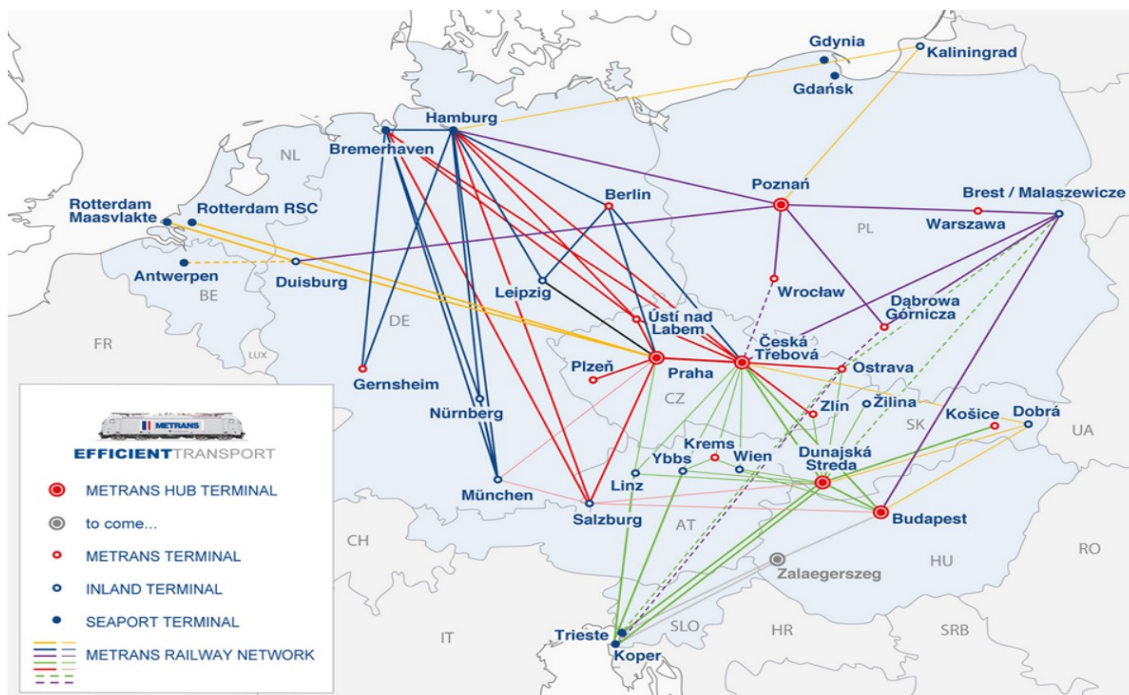 Gdynia
Kaliningrad
Gdańsk
Hamburg
Bremerhaven
NL
Berlin
Poznań
Brest / Malaszewicze
Rotterdam
Maasvlakte
Rotterdam RSC
Warszawa
PL
Antwerpen
Duisburg
BE
Leipzig
Wrocław
Dąbrowa
Górnicza
DE
Ústí nad
Labem
Česká
Třebová
FR
LUX
Gernsheim
Plzeň
Praha
Ostrava
CZ
Nürnberg
Zlín
Žilina
Košice
Dobrá
SK
UA
METRANS
EFFICIENTTRANSPORT
Krems
Ybbs
Wien
Dunajská
Streda
München
Linz
METRANS HUB TERMINAL
Salzburg
AT
Budapest
to come...
CH
HU
RO
METRANS TERMINAL
Zalaegerszeg
INLAND TERMINAL
SEAPORT TERMINAL
IT
Trieste
SLO
HR
SRB
Koper
METRANS RAILWAY NETWORK